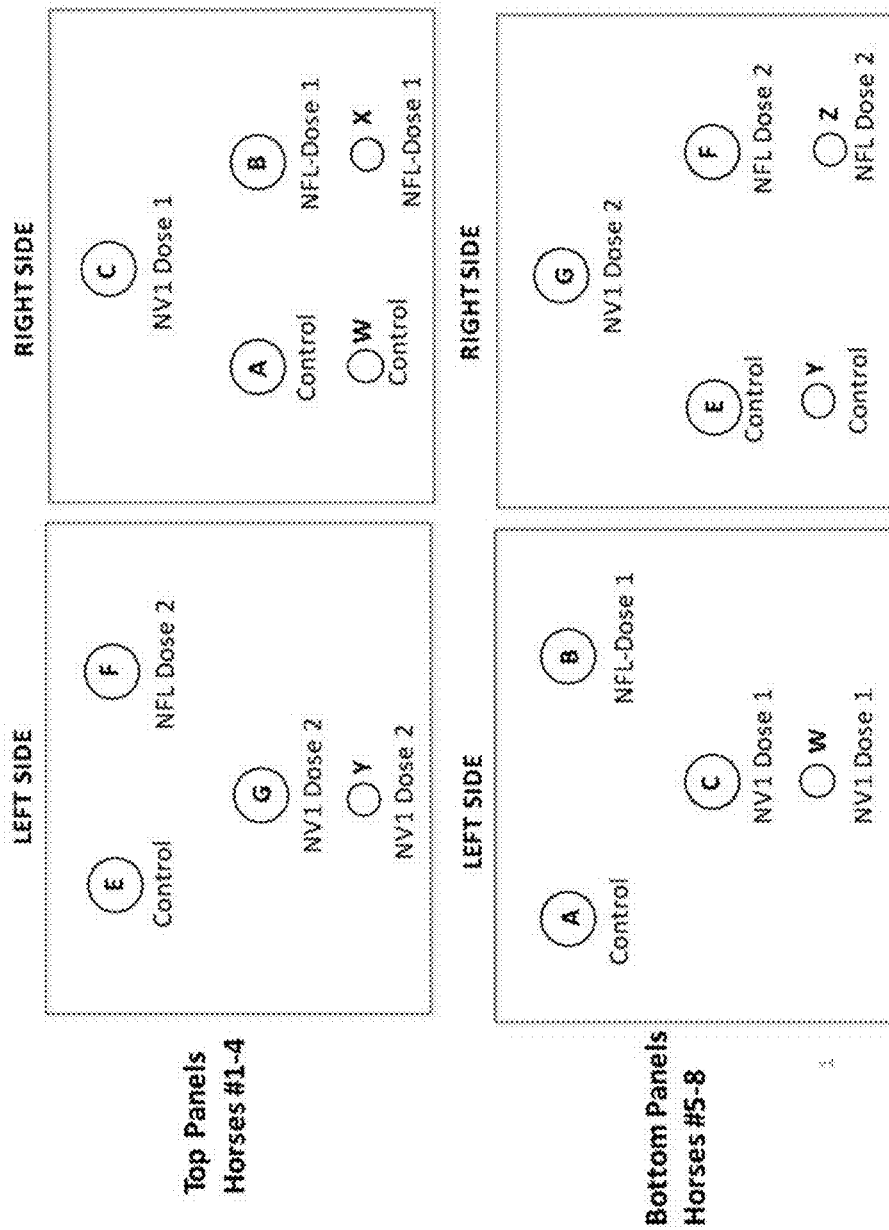 LEFT SIDE
RIGHT SIDE
Top Panels
Horses #1-4
E
Control
F
NFL Dose 2
G
NV1 Dose 2
Y
NV1 Dose 2
C
NV1 Dose 1
A
Control
B
NFL-Dose 1
W
Control
X
NFL-Dose 1
LEFT SIDE
RIGHT SIDE
Bottom Panels
Horses #5-8
A
Control
B
NFL-Dose 1
C
NV1 Dose 1
W
NV1 Dose 1
G
NV1 Dose 2
E
Control
F
NFL Dose 2
Y
Control
Z
NFL Dose 2